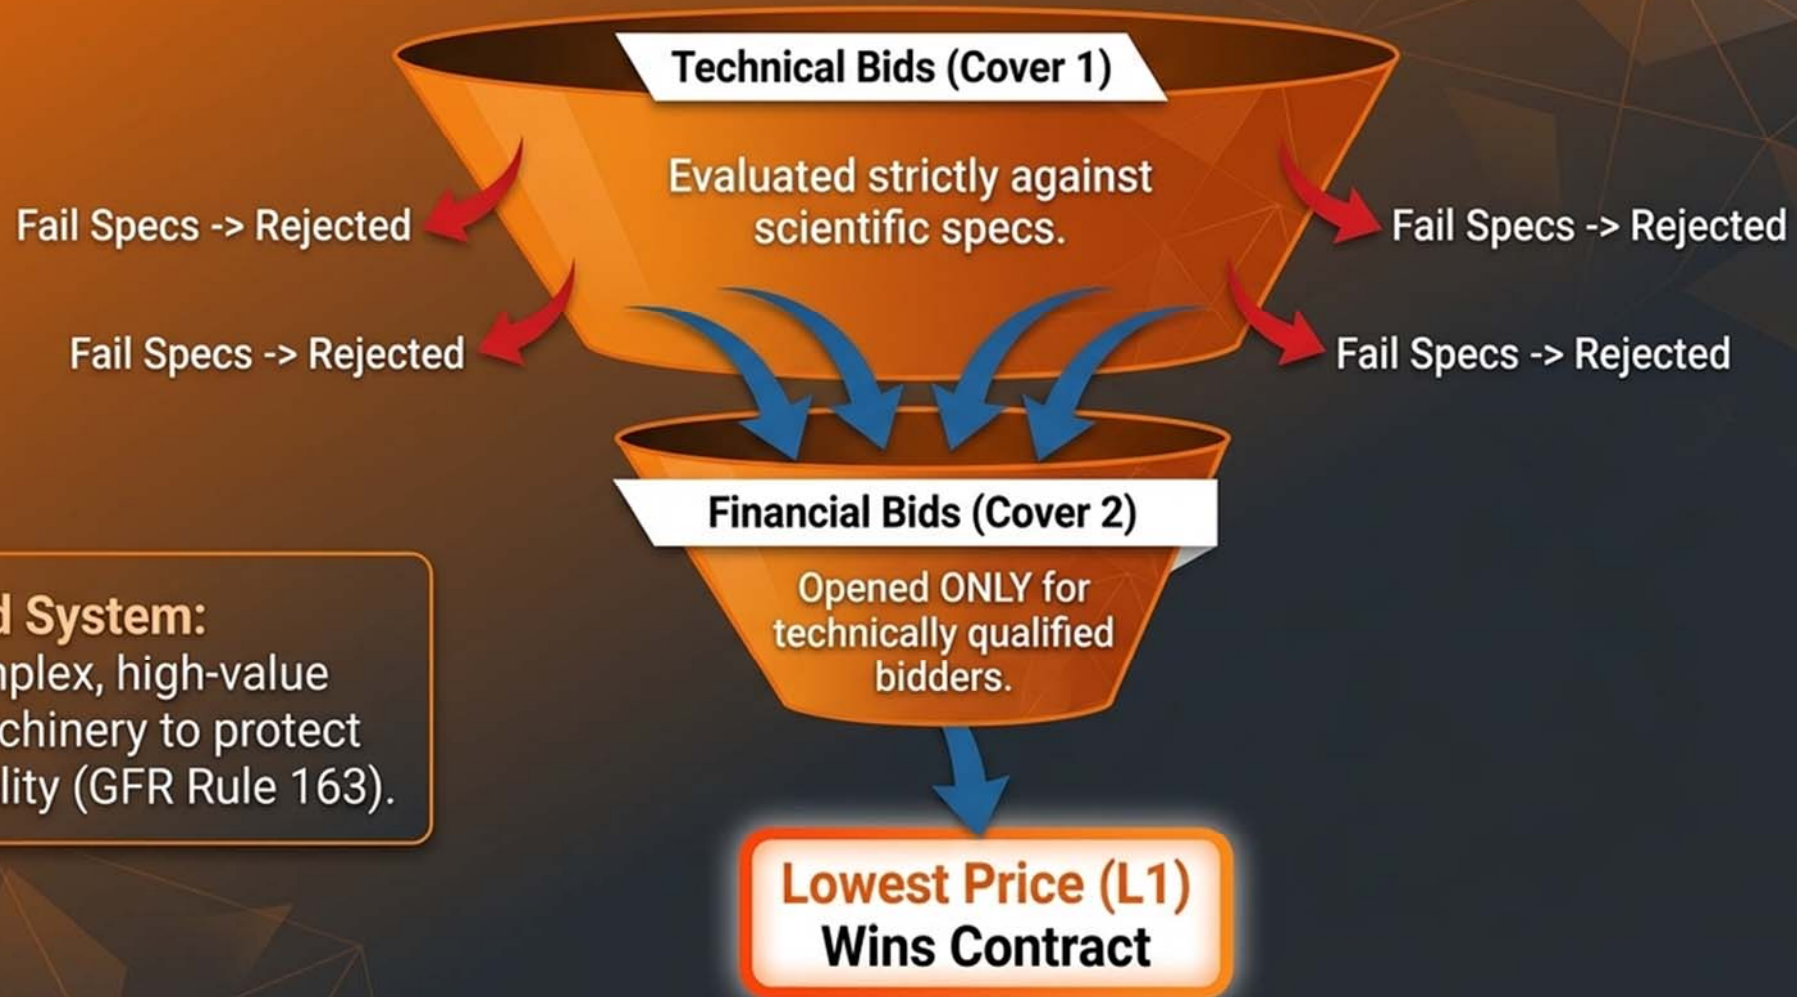 Technical Bids (Cover 1)
Evaluated strictly against
scientific specs.
Fail Specs -> Rejected
Fail Specs -> Rejected
Fail Specs -> Rejected
Fail Specs -> Rejected
Financial Bids (Cover 2)
Opened ONLY for
technically qualified
bidders.
System:
high-value
to protect
(GFR Rule 163).
Lowest Price (L1)
Wins Contract